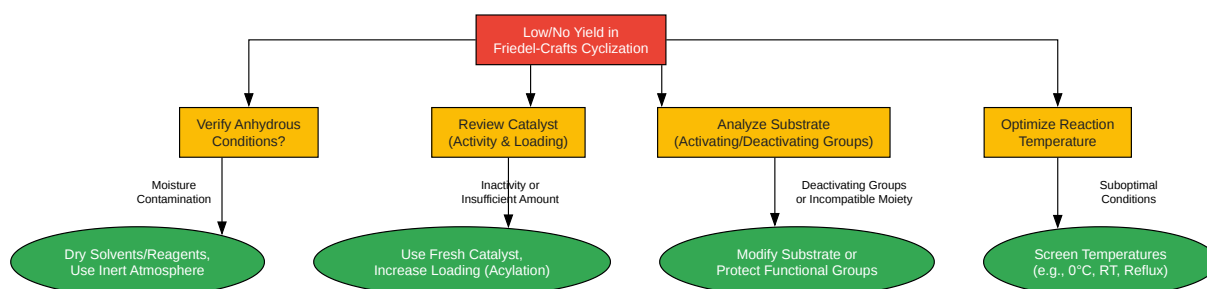 Low/No Yield in
Friedel-Crafts Cyclization
Verify Anhydrous
Conditions?
Review Catalyst
(Activity & Loading)
Analyze Substrate
(Activating/Deactivating Groups)
Optimize Reaction
Temperature
Moisture
Contamination
Inactivity or
Insufficient Amount
Deactivating Groups
or Incompatible Moiety
Suboptimal
Conditions
Dry Solvents/Reagents,
Use Inert Atmosphere
Use Fresh Catalyst,
Increase Loading (Acylation)
Modify Substrate or
Protect Functional Groups
Screen Temperatures
(e.g., 0°C, RT, Reflux)